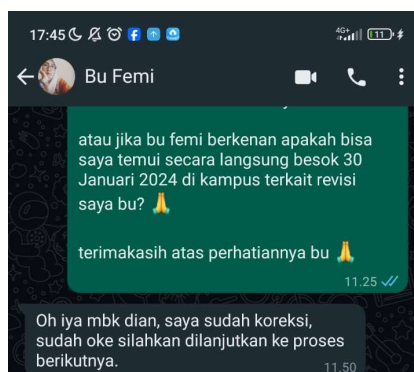 17:45 4G+ 11
Bu Femi
atau jika bu femi berkenan apakah bisa
saya temui secara langsung besok 30
Januari 2024 di kampus terkait revisi
saya bu? 🙏
terimakasih atas perhatiannya bu 🙏
11.25
Oh iya mbk dian, saya sudah koreksi,
sudah oke silahkan dilanjutkan ke proses
berikutnya.
11.50